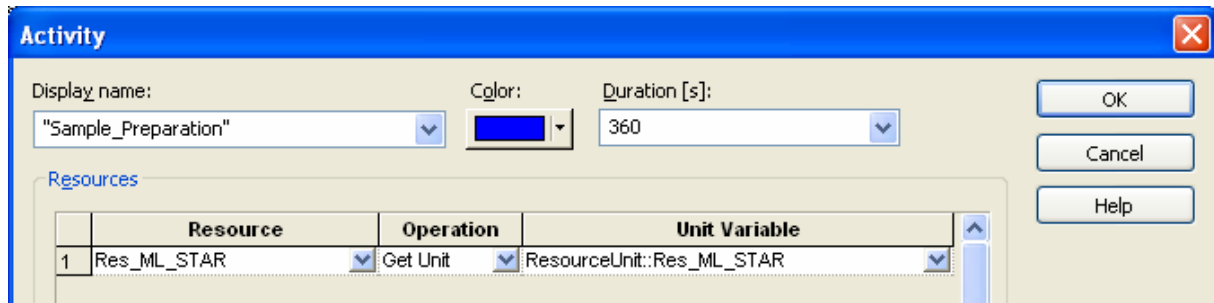 Activity
Display name: Color: Duration [s]:
"Sample_Preparation" 360
OK
Cancel
Help
Resources
Resource Operation Unit Variable
1 Res_ML_STAR Get Unit ResourceUnit::Res_ML_STAR